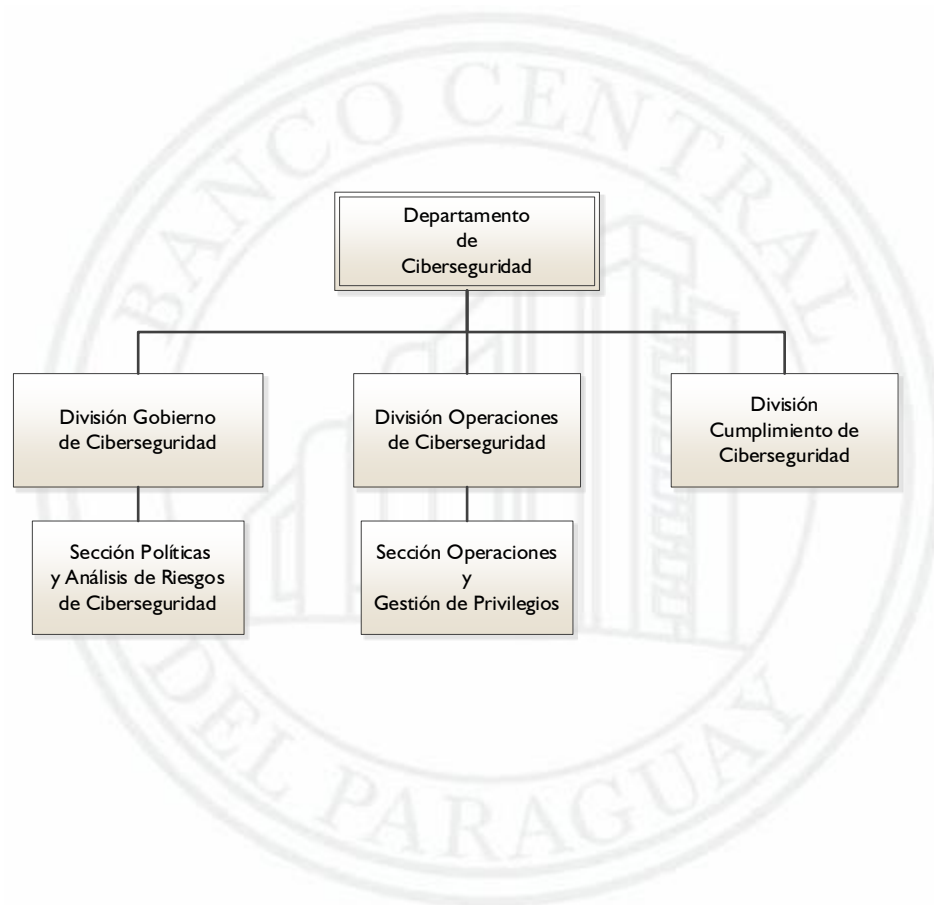 BANCO CENTRAL
DEL PARAGUAY
Departamento
de
Ciberseguridad
División Gobierno
de Ciberseguridad
División Operaciones
de Ciberseguridad
División
Cumplimiento de
Ciberseguridad
Sección Políticas
y Análisis de Riesgos
de Ciberseguridad
Sección Operaciones
y
Gestión de Privilegios